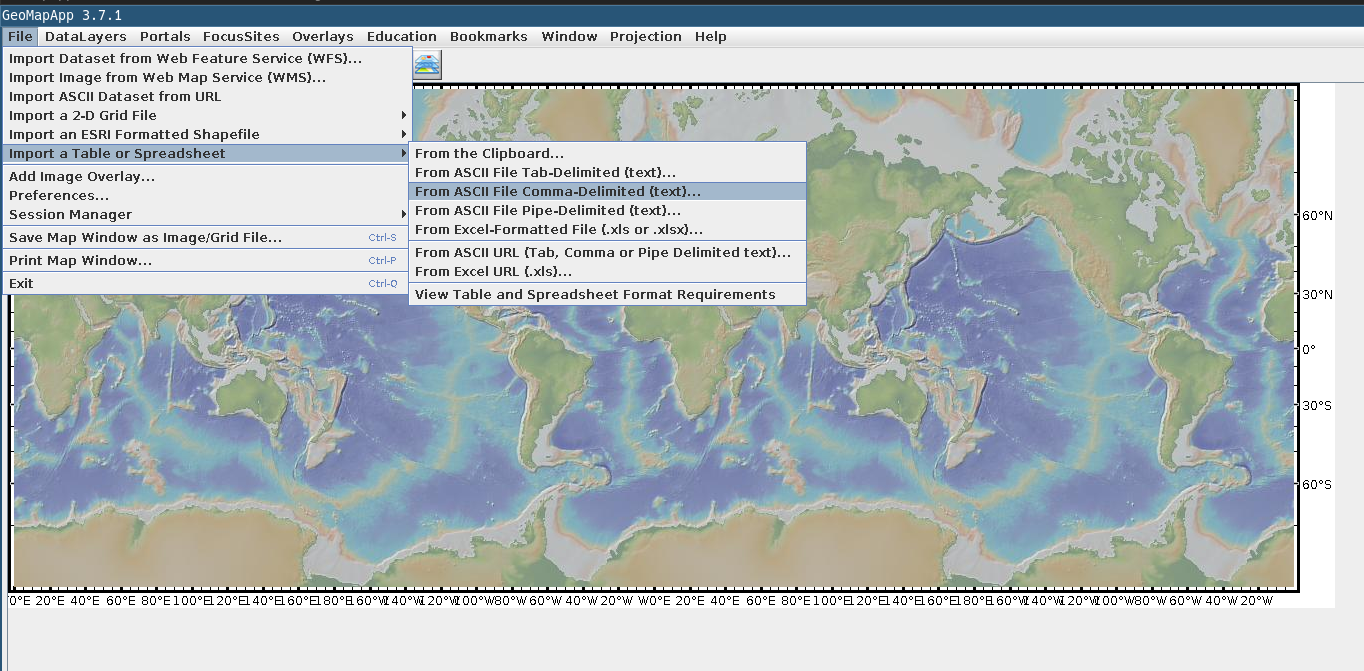 GeoMapApp 3.7.1
File DataLayers Portals FocusSites Overlays Education Bookmarks Window Projection Help
Import Dataset from Web Feature Service (WFS)...
Import Image from Web Map Service (WMS)...
Import ASCII Dataset from URL
Import a 2-D Grid File
Import an ESRI Formatted Shapefile
Import a Table or Spreadsheet
Add Image Overlay...
Preferences...
Session Manager
Save Map Window as Image/Grid File... Ctrl-S
Print Map Window... Ctrl-P
Exit Ctrl-Q
From the Clipboard...
From ASCII File Tab-Delimited (text)...
From ASCII File Comma-Delimited (text)...
From ASCII File Pipe-Delimited (text)...
From Excel-Formatted File (.xls or .xlsx)...
From ASCII URL (Tab, Comma or Pipe Delimited text)...
From Excel URL (.xls)...
View Table and Spreadsheet Format Requirements
60°N
30°N
0°
30°S
60°S
0°E 20°E 40°E 60°E 80°E 100°E 120°E 140°E 160°E 180°E 160°W 140°W 120°W 100°W 80°W 60°W 40°W 20°W 0°E 20°E 40°E 60°E 80°E 100°E 120°E 140°E 160°E 180°E 160°W 140°W 120°W 100°W 80°W 60°W 40°W 20°W